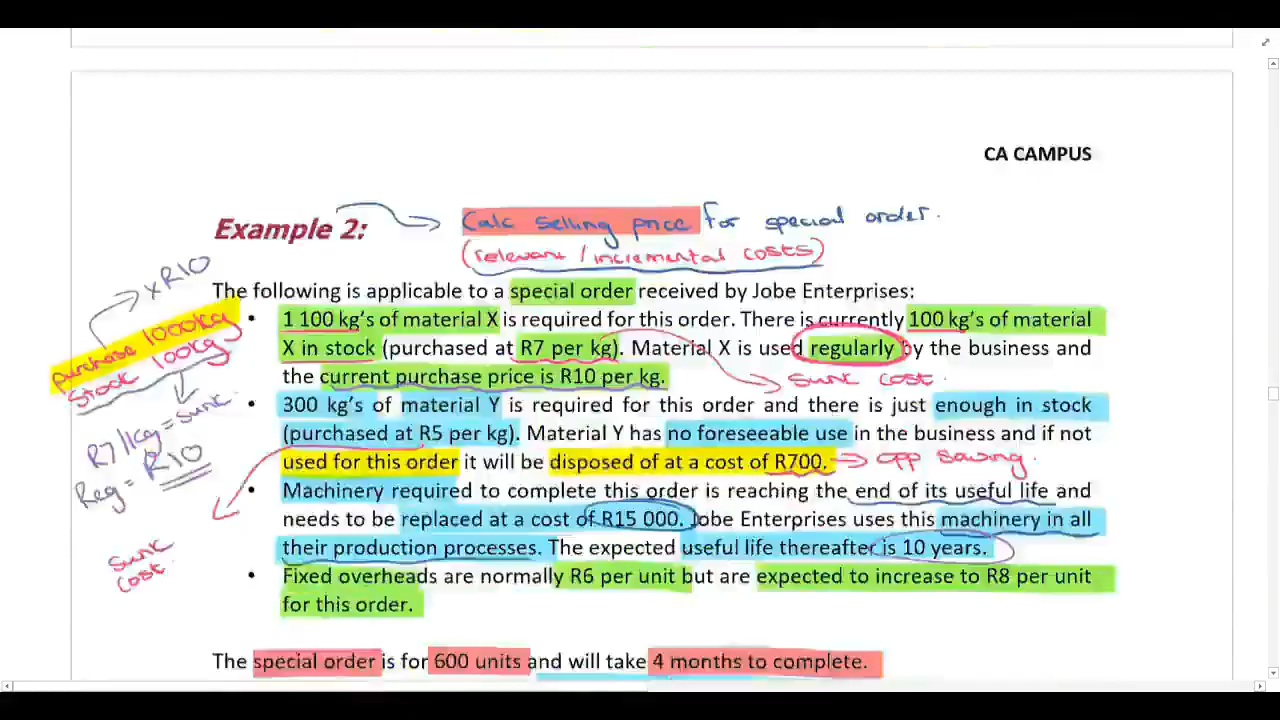 CA CAMPUS
Example 2: Calc selling price for special order.
(relevant / incremental costs)
The following is applicable to a special order received by Jobe Enterprises:
• 1 100 kg's of material X is required for this order. There is currently 100 kg's of material
X in stock (purchased at R7 per kg). Material X is used regularly by the business and
the current purchase price is R10 per kg.
sunk cost.
• 300 kg's of material Y is required for this order and there is just enough in stock
(purchased at R5 per kg). Material Y has no foreseeable use in the business and if not
used for this order it will be disposed of at a cost of R700. opp saving.
• Machinery required to complete this order is reaching the end of its useful life and
needs to be replaced at a cost of R15 000. Jobe Enterprises uses this machinery in all
their production processes. The expected useful life thereafter is 10 years.
• Fixed overheads are normally R6 per unit but are expected to increase to R8 per unit
for this order.
The special order is for 600 units and will take 4 months to complete.
xR10
purchase 1000kg
Stock 100kg
R7/kg = sunk.
Reg = R10
sunk
cost.